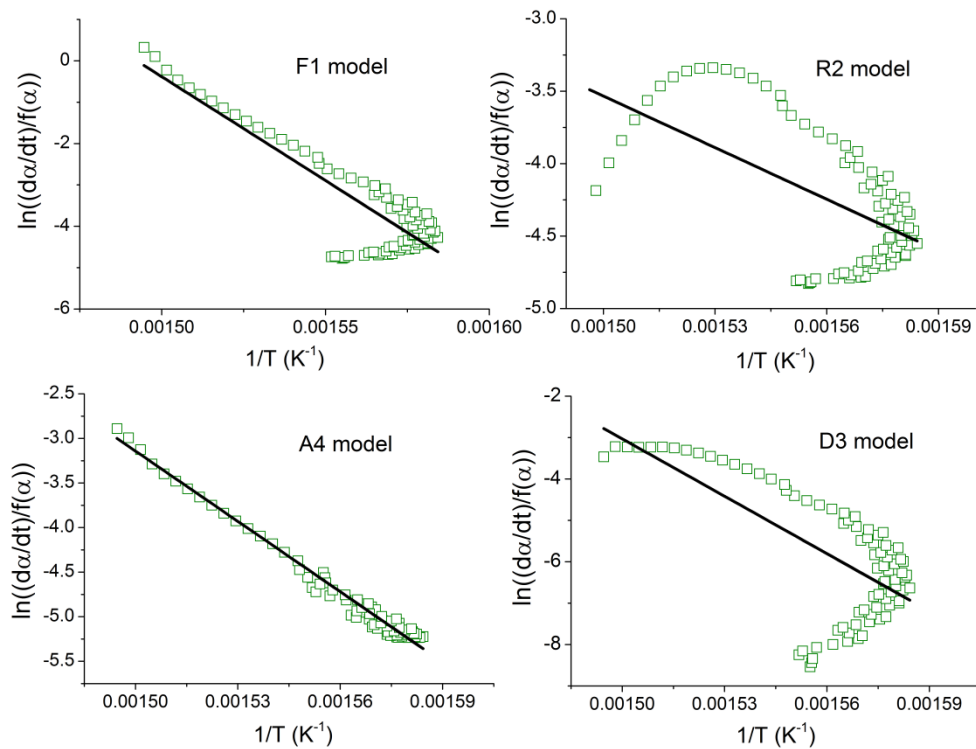 F1 model
ln((dα/dt)/f(α))
0
-2
-4
-6
0.00150
0.00155
0.00160
1/T (K⁻¹)
R2 model
ln((dα/dt)/f(α))
-3.0
-3.5
-4.0
-4.5
-5.0
0.00150
0.00153
0.00156
0.00159
1/T (K⁻¹)
A4 model
ln((dα/dt)/f(α))
-2.5
-3.0
-3.5
-4.0
-4.5
-5.0
-5.5
0.00150
0.00153
0.00156
0.00159
1/T (K⁻¹)
D3 model
ln((dα/dt)/f(α))
-2
-4
-6
-8
0.00150
0.00153
0.00156
0.00159
1/T (K⁻¹)